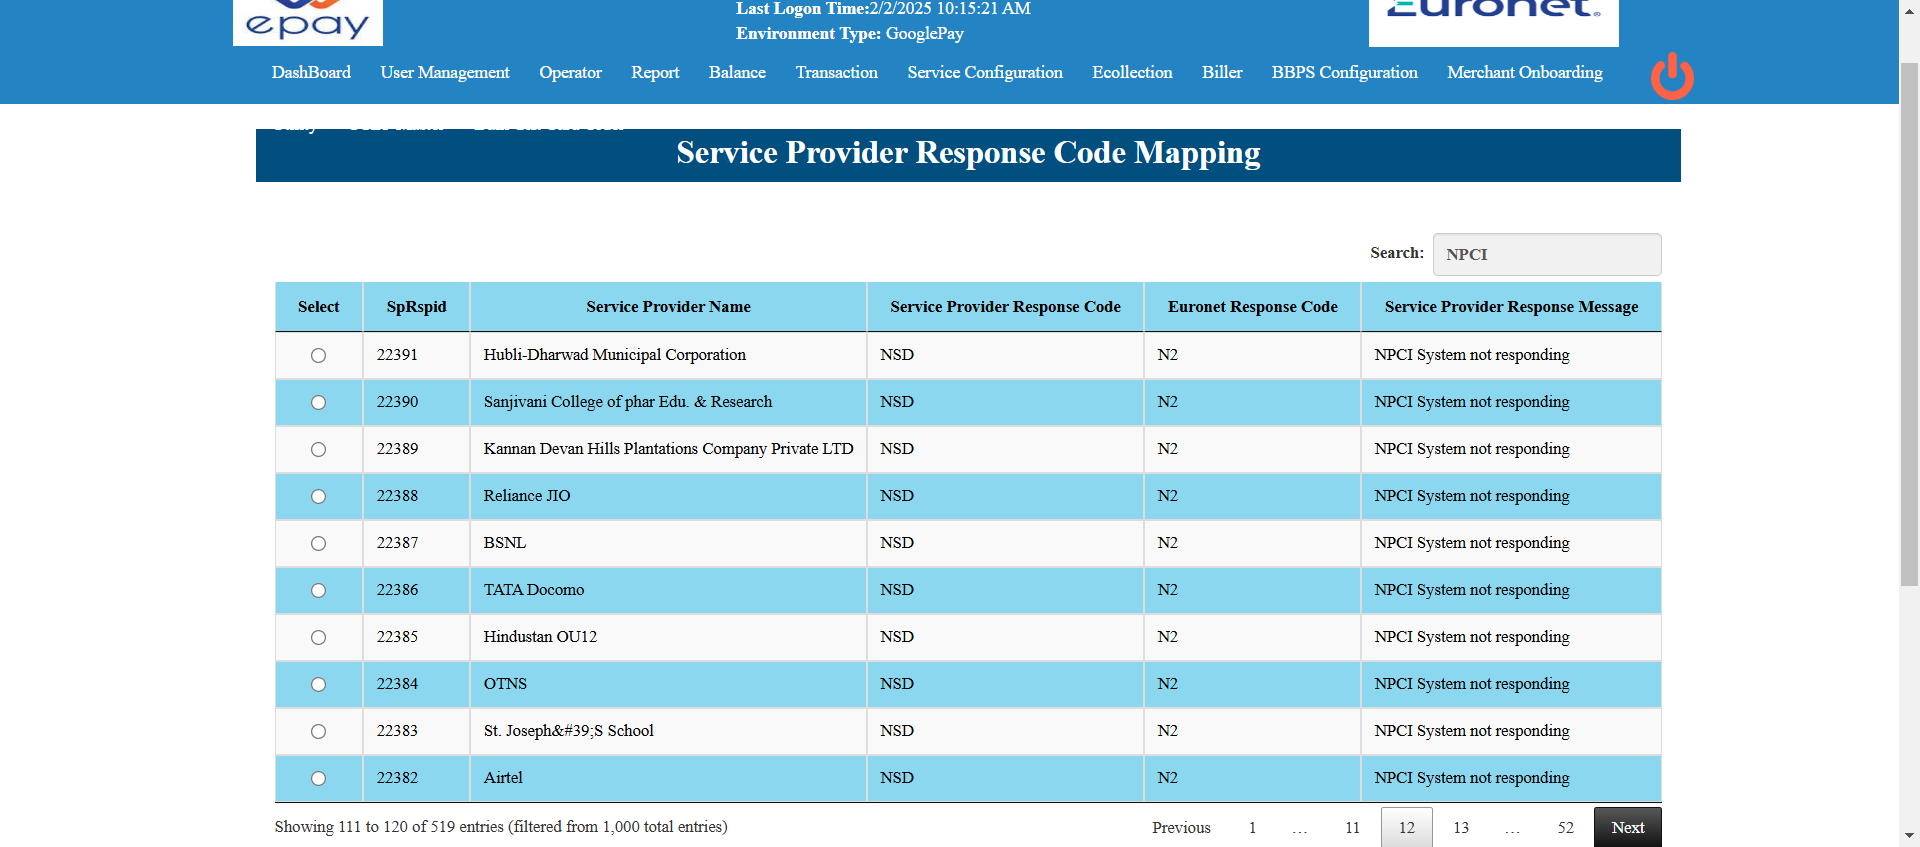 epay
Last Logon Time:2/2/2025 10:15:21 AM
Environment Type: GooglePay
Euronet
DashBoard User Management Operator Report Balance Transaction Service Configuration Ecollection Biller BBPS Configuration Merchant Onboarding
Service Provider Response Code Mapping
Search: NPCI
Select SpRspid Service Provider Name Service Provider Response Code Euronet Response Code Service Provider Response Message
22391 Hubli-Dharwad Municipal Corporation NSD N2 NPCI System not responding
22390 Sanjivani College of phar Edu. & Research NSD N2 NPCI System not responding
22389 Kannan Devan Hills Plantations Company Private LTD NSD N2 NPCI System not responding
22388 Reliance JIO NSD N2 NPCI System not responding
22387 BSNL NSD N2 NPCI System not responding
22386 TATA Docomo NSD N2 NPCI System not responding
22385 Hindustan OU12 NSD N2 NPCI System not responding
22384 OTNS NSD N2 NPCI System not responding
22383 St. Joseph&#39;S School NSD N2 NPCI System not responding
22382 Airtel NSD N2 NPCI System not responding
Showing 111 to 120 of 519 entries (filtered from 1,000 total entries)
Previous 1 … 11 12 13 … 52 Next